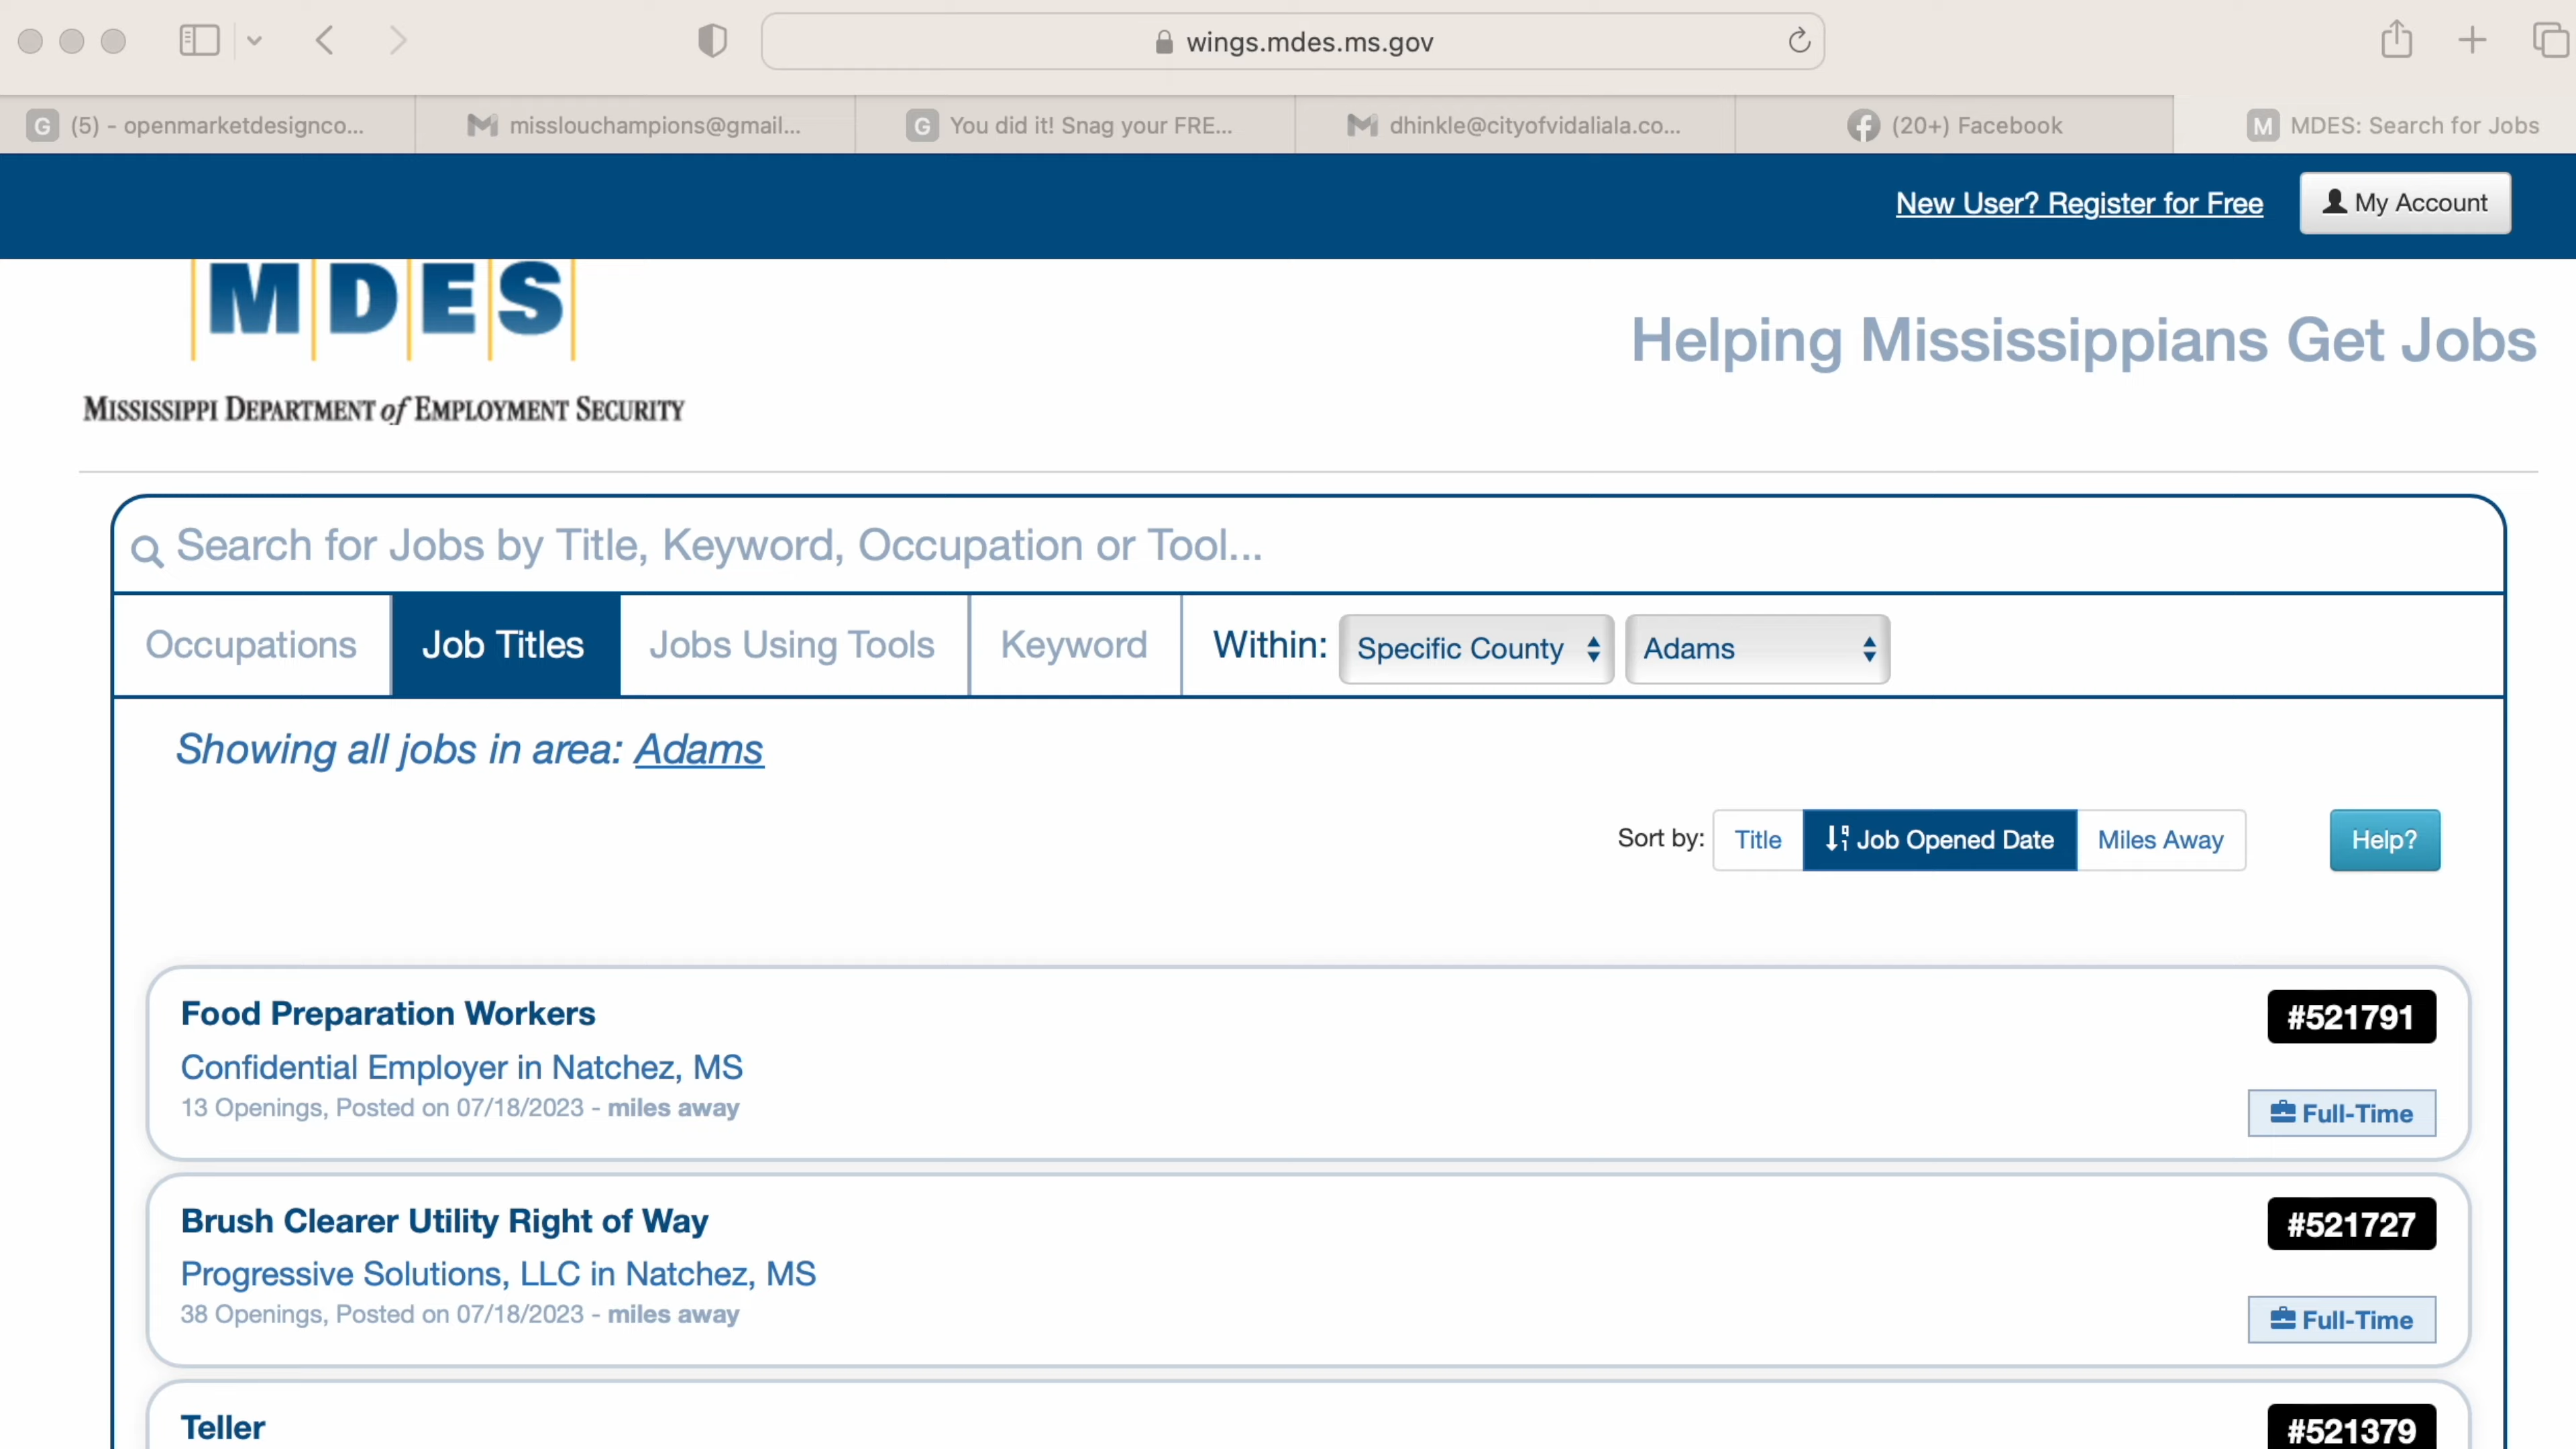 wings.mdes.ms.gov
G (5) - openmarketdesignco...
misslouchampions@gmail...
G You did it! Snag your FRE...
dhinkle@cityofvidaliala.co...
(20+) Facebook
M MDES: Search for Jobs
New User? Register for Free
My Account
MDES
MISSISSIPPI DEPARTMENT of EMPLOYMENT SECURITY
Helping Mississippians Get Jobs
Search for Jobs by Title, Keyword, Occupation or Tool...
Occupations Job Titles Jobs Using Tools Keyword Within: Specific County Adams
Showing all jobs in area: Adams
Sort by: Title Job Opened Date Miles Away Help?
Food Preparation Workers
#521791
Confidential Employer in Natchez, MS
13 Openings, Posted on 07/18/2023 - miles away
Full-Time
Brush Clearer Utility Right of Way
#521727
Progressive Solutions, LLC in Natchez, MS
38 Openings, Posted on 07/18/2023 - miles away
Full-Time
Teller
#521379